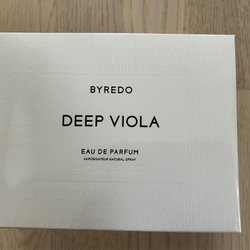 BYREDO
DEEP VIOLA
EAU DE PARFUM
VAPORISATEUR NATURAL SPRAY